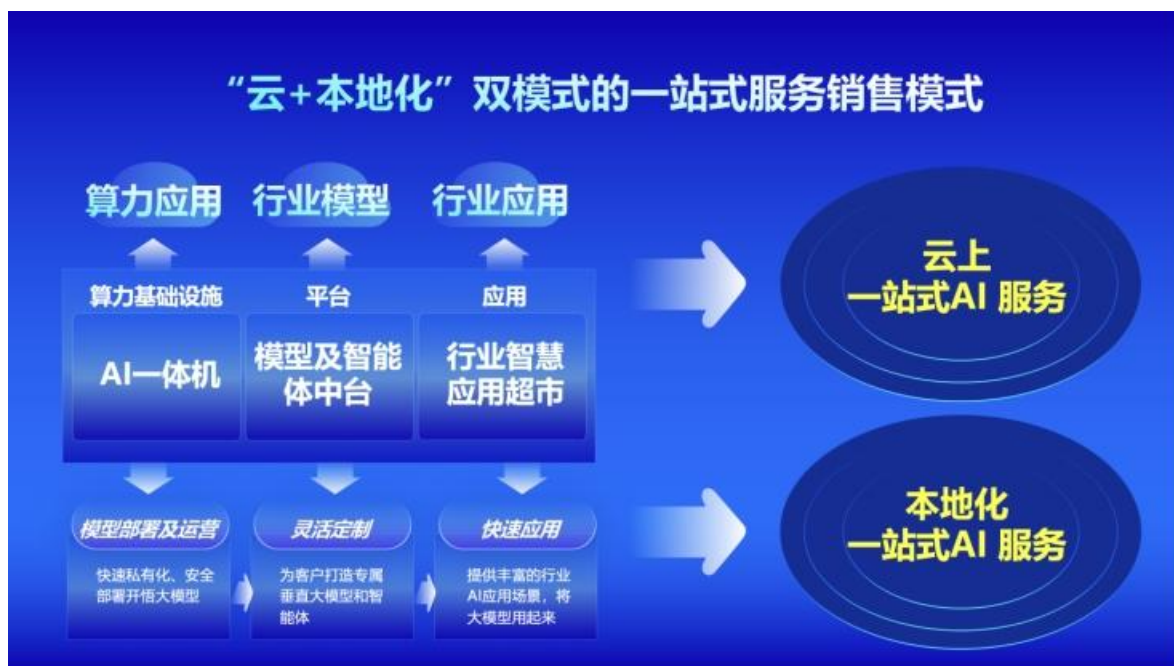 “云+本地化”双模式的一站式服务销售模式
算力应用
行业模型
行业应用
算力基础设施
平台
应用
AI一体机
模型及智能
体中台
行业智慧
应用超市
模型部署及运营
灵活定制
快速应用
快速私有化、安全
部署开悟大模型
为客户打造专属
垂直大模型和智
能体
提供丰富的行业
AI应用场景，将
大模型用起来
云上
一站式AI 服务
本地化
一站式AI 服务